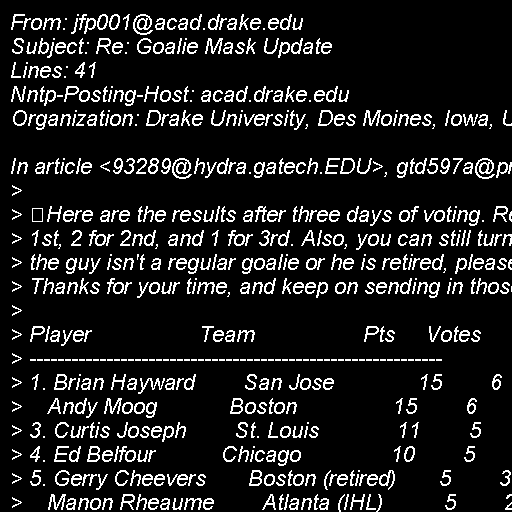 From: jfp001@acad.drake.edu
Subject: Re: Goalie Mask Update
Lines: 41
Nntp-Posting-Host: acad.drake.edu
Organization: Drake University, Des Moines, Iowa, U

In article <93289@hydra.gatech.EDU>, gtd597a@pr
>
> Here are the results after three days of voting. Re
> 1st, 2 for 2nd, and 1 for 3rd. Also, you can still turn
> the guy isn't a regular goalie or he is retired, please
> Thanks for your time, and keep on sending in those
>
> Player Team Pts Votes
> -----------------------------------------------------------
> 1. Brian Hayward San Jose 15 6
> Andy Moog Boston 15 6
> 3. Curtis Joseph St. Louis 11 5
> 4. Ed Belfour Chicago 10 5
> 5. Gerry Cheevers Boston (retired) 5 3
> Manon Rheaume Atlanta (IHL) 5 2